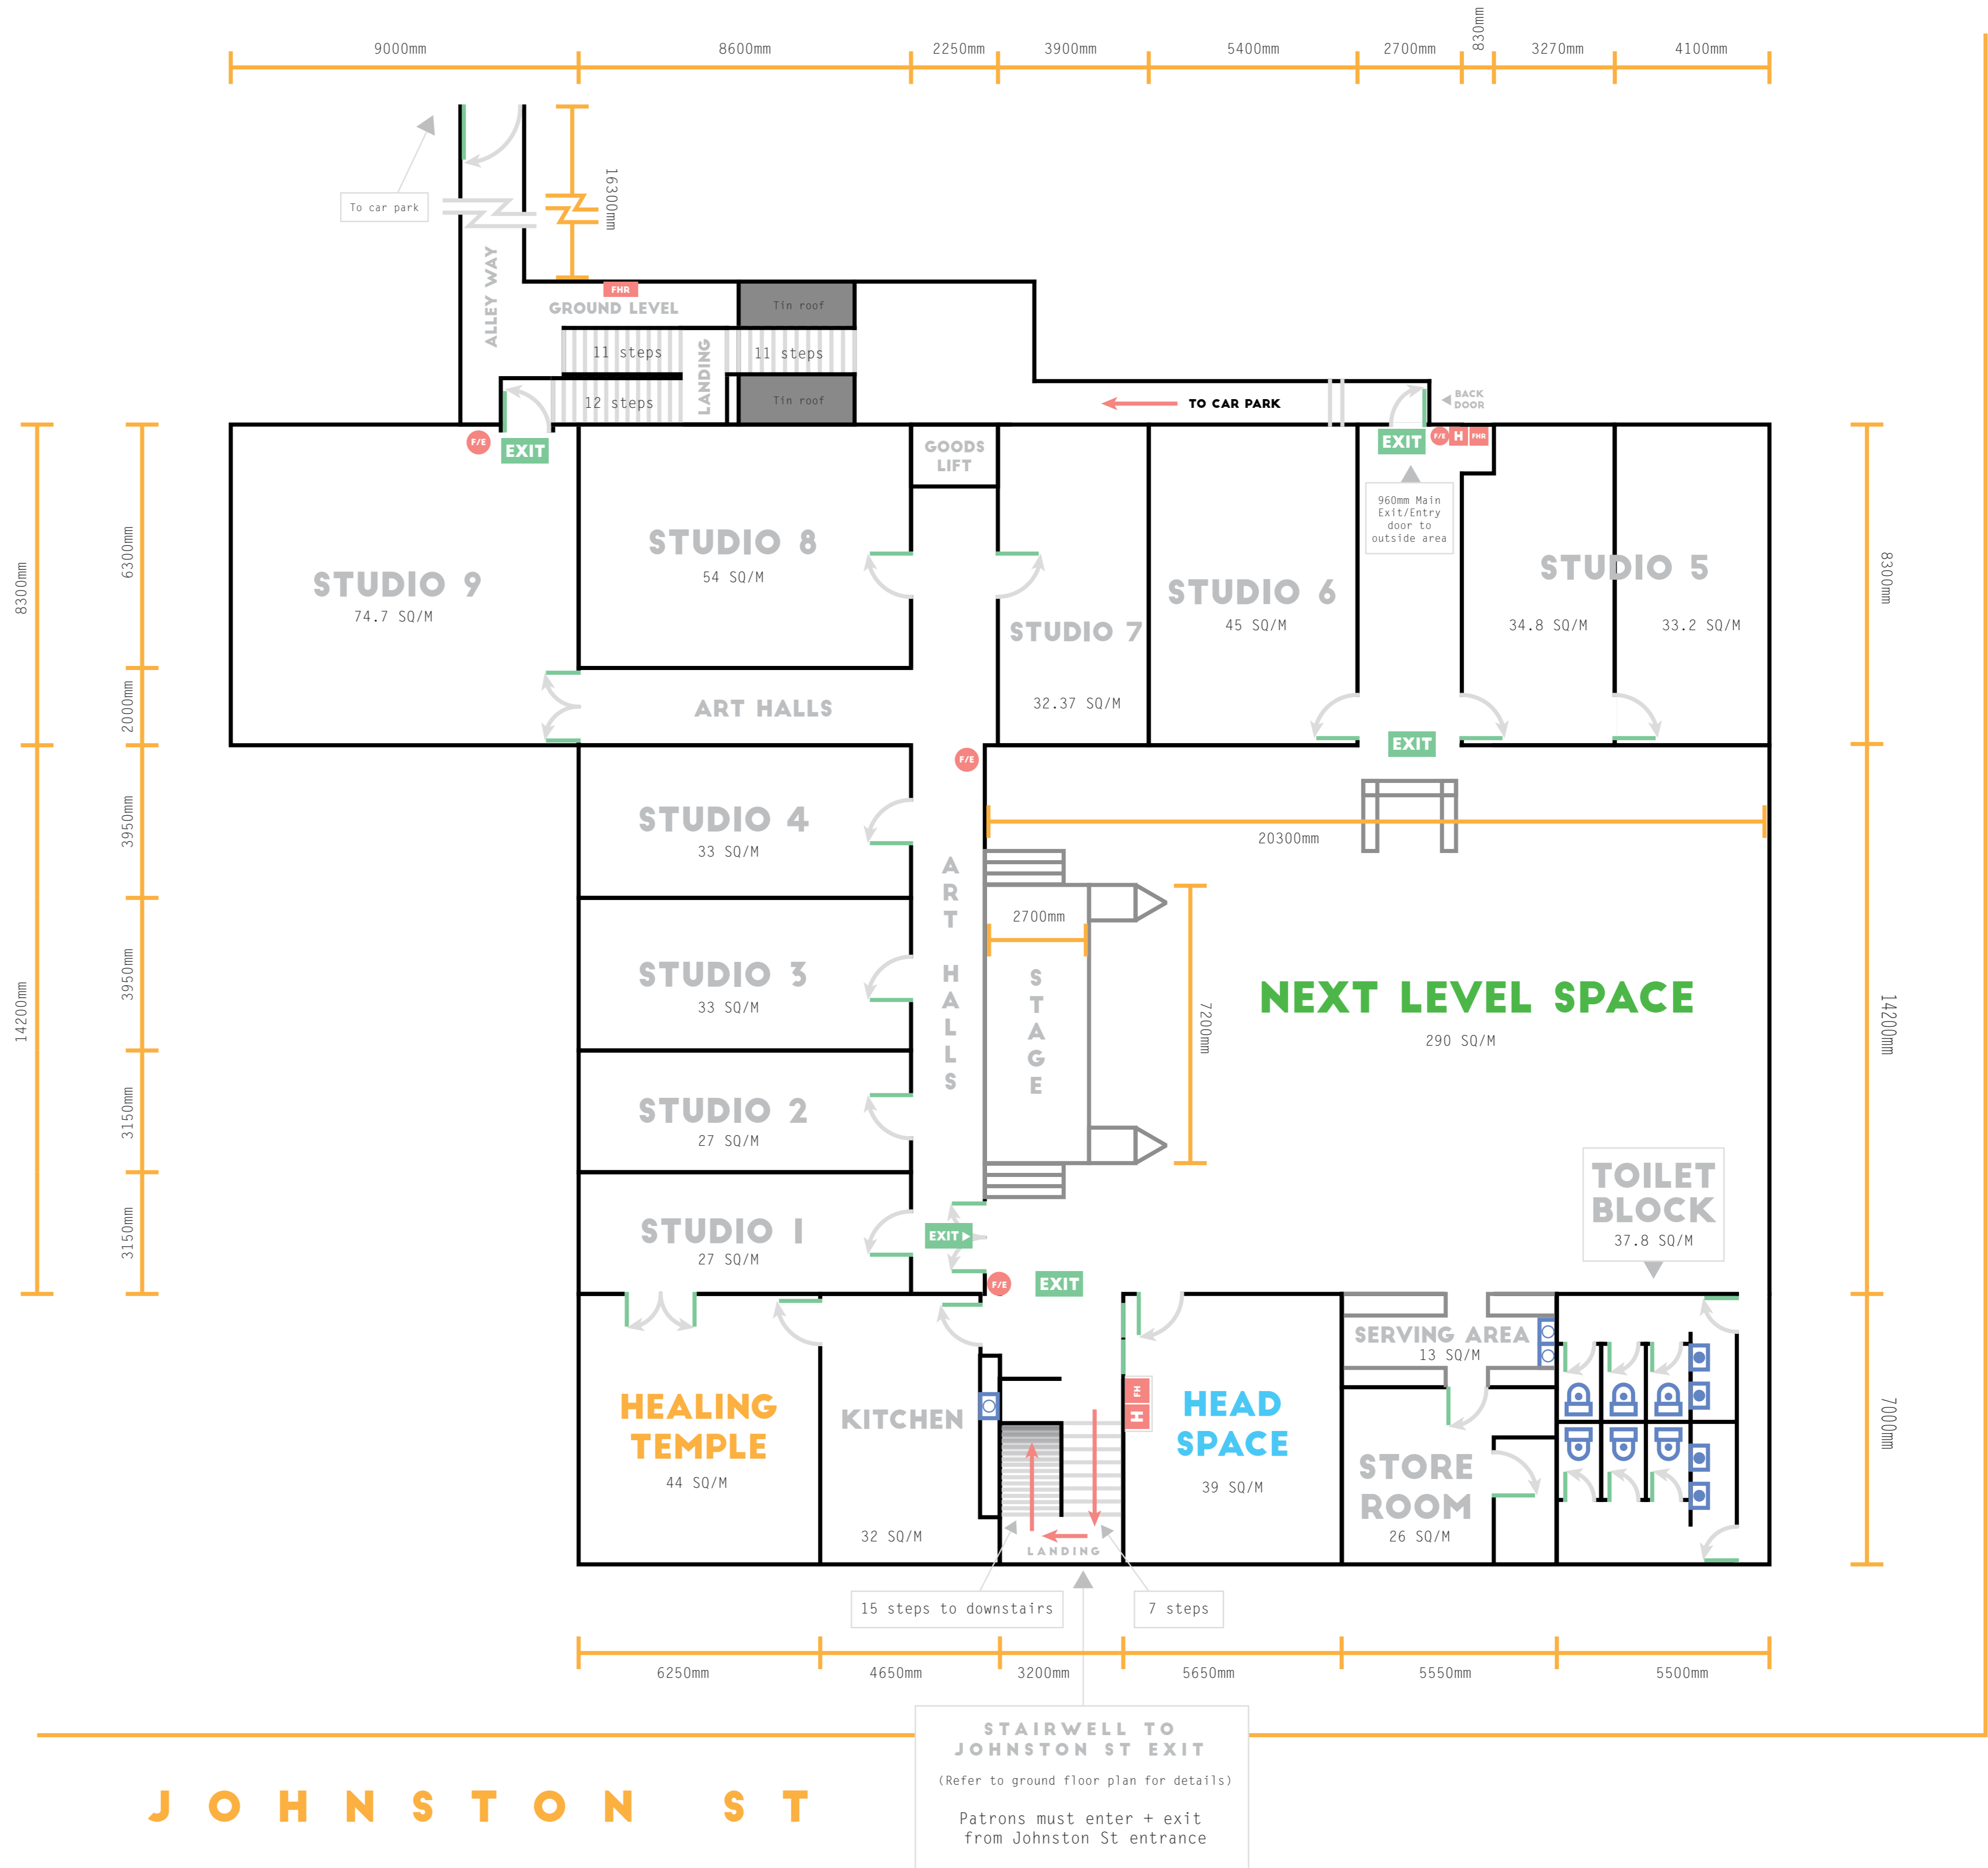 9000mm
8600mm
2250mm
3900mm
5400mm
2700mm
830mm
3270mm
4100mm
16300mm
To car park
ALLEY WAY
FHR
GROUND LEVEL
Tin roof
11 steps
LANDING
11 steps
12 steps
Tin roof
TO CAR PARK
BACK
DOOR
F/E
EXIT
GOODS
LIFT
EXIT
F/E
H
FHR
960mm Main
Exit/Entry
door to
outside area
8300mm
6300mm
2000mm
STUDIO 9
74.7 SQ/M
STUDIO 8
54 SQ/M
STUDIO 7
32.37 SQ/M
STUDIO 6
45 SQ/M
STUDIO 5
34.8 SQ/M
33.2 SQ/M
8300mm
ART HALLS
EXIT
F/E
14200mm
3950mm
3950mm
3150mm
3150mm
STUDIO 4
33 SQ/M
STUDIO 3
33 SQ/M
STUDIO 2
27 SQ/M
STUDIO 1
27 SQ/M
ART HALLS
20300mm
2700mm
STAGE
7200mm
NEXT LEVEL SPACE
290 SQ/M
14200mm
TOILET
BLOCK
37.8 SQ/M
EXIT
F/E
EXIT
HEALING
TEMPLE
44 SQ/M
KITCHEN
32 SQ/M
FH
H
HEAD
SPACE
39 SQ/M
SERVING AREA
13 SQ/M
STORE
ROOM
26 SQ/M
7000mm
LANDING
15 steps to downstairs
7 steps
6250mm
4650mm
3200mm
5650mm
5550mm
5500mm
STAIRWELL TO
JOHNSTON ST EXIT
(Refer to ground floor plan for details)
Patrons must enter + exit
from Johnston St entrance
JOHNSTON ST